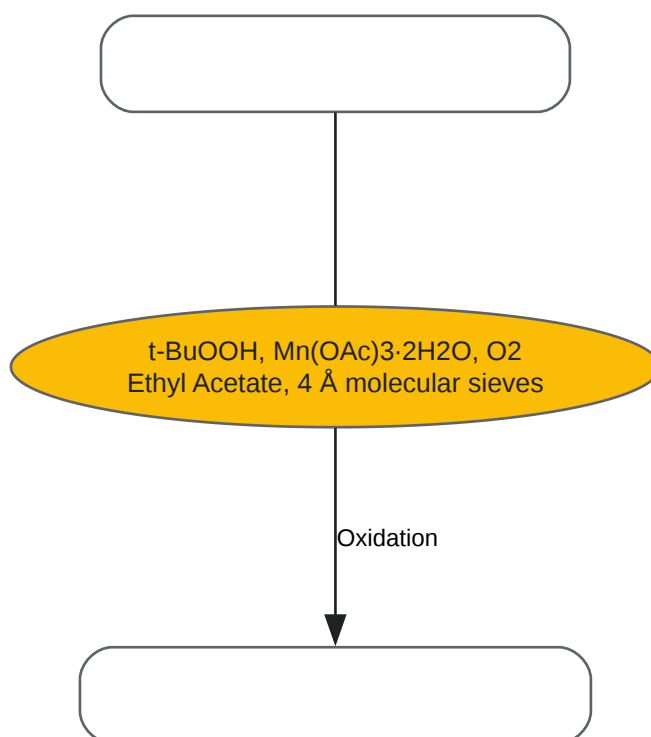 t-BuOOH, Mn(OAc)3·2H2O, O2
Ethyl Acetate, 4 Å molecular sieves
Oxidation